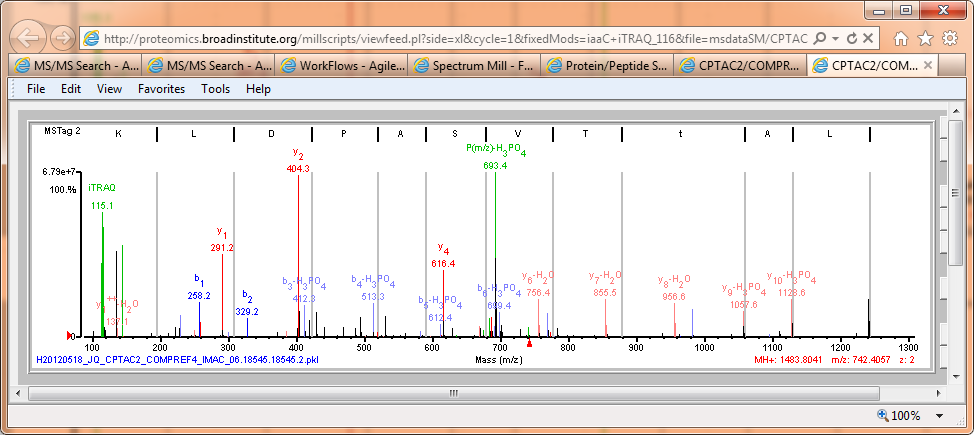 http://proteomics.broadinstitute.org/millscripts/viewfeed.pl?side=xl&cycle=1&fixedMods=iaaC+iTRAQ_116&file=msdataSM/CPTAC
MS/MS Search - A... MS/MS Search - A... WorkFlows - Agile... Spectrum Mill - F... Protein/Peptide S... CPTAC2/COMPR... CPTAC2/COM...
File Edit View Favorites Tools Help
MSTag 2
K L D P A S V T t A L
6.79e+7
100.%
0
iTRAQ
115.1
137.1
b1
258.2
y1
291.2
b2
329.2
y2
404.3
b3-H3PO4
412.3
b4-H3PO4
513.3
b5-H3PO4
612.4
y4
616.4
P(m/z)-H3PO4
693.4
b6-H3PO4
699.4
y6-H2O
756.4
y7-H2O
855.5
y8-H2O
956.6
y9-H3PO4
1057.6
y10-H3PO4
1128.6
100 200 300 400 500 600 700 800 900 1000 1100 1200 1300
H20120518_JQ_CPTAC2_COMPREF4_IMAC_06.18545.18545.2.pkl Mass (m/z) MH+: 1483.8041 m/z: 742.4057 z: 2
100%